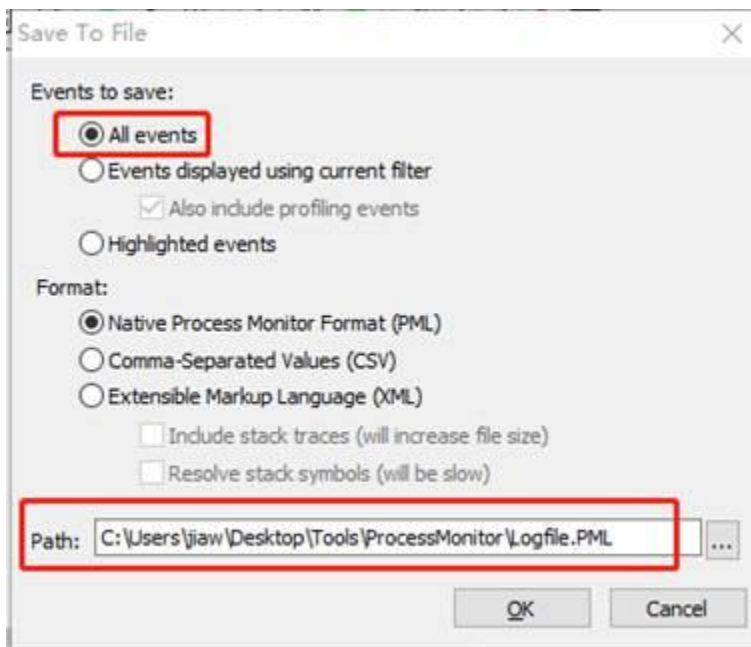 Save To File
Events to save:
All events
Events displayed using current filter
Also include profiling events
Highlighted events
Format:
Native Process Monitor Format (PML)
Comma-Separated Values (CSV)
Extensible Markup Language (XML)
Include stack traces (will increase file size)
Resolve stack symbols (will be slow)
Path: C:\Users\jiaw\Desktop\Tools\ProcessMonitor\Logfile.PML ...
OK Cancel